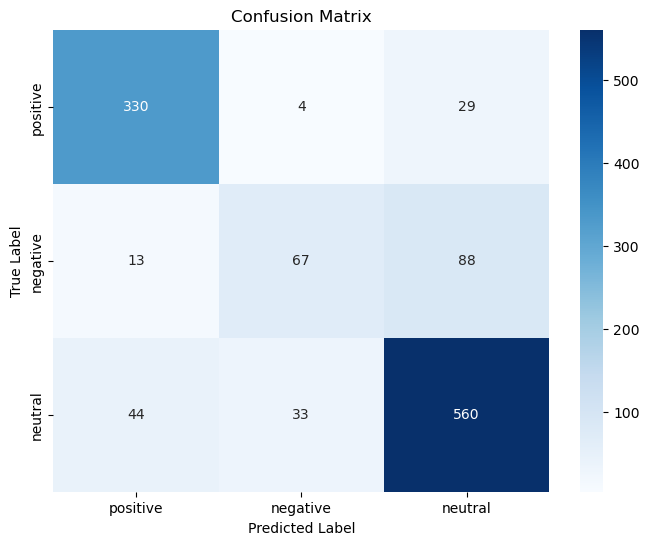 Confusion Matrix
True Label
positive
330
4
29
negative
13
67
88
neutral
44
33
560
positive
negative
neutral
Predicted Label
500
400
300
200
100